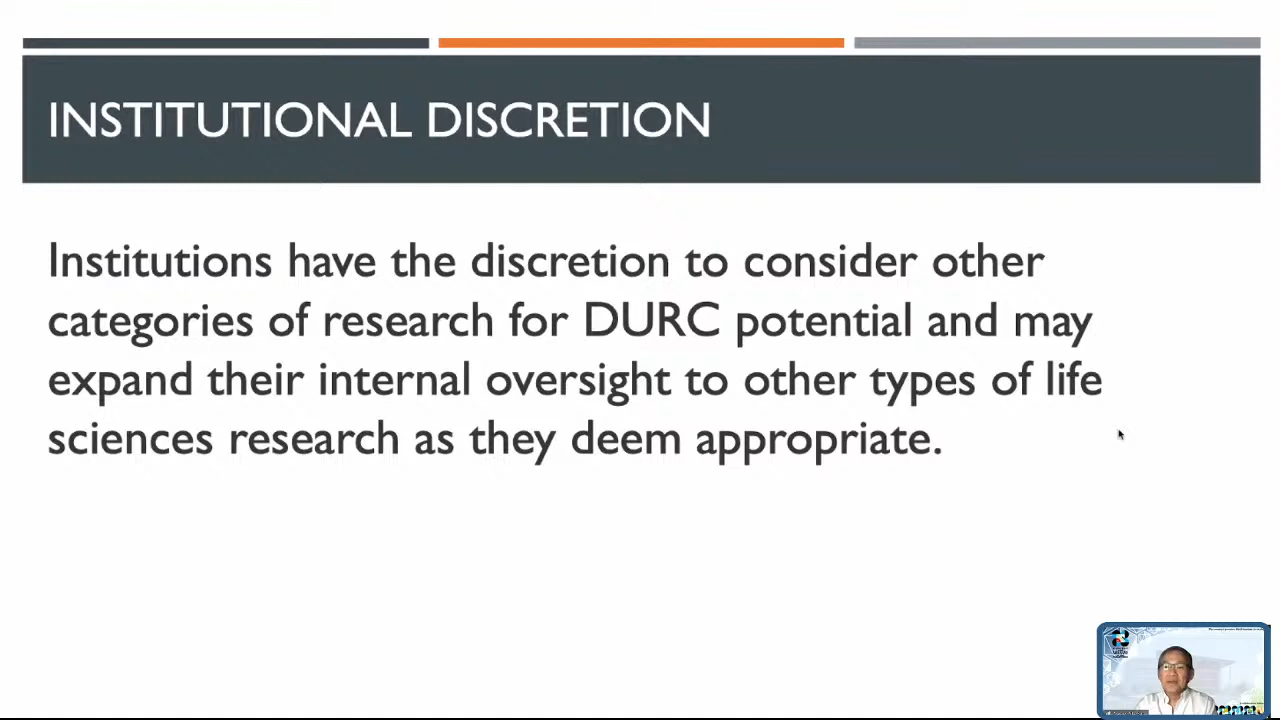 INSTITUTIONAL DISCRETION
Institutions have the discretion to consider other
categories of research for DURC potential and may
expand their internal oversight to other types of life
sciences research as they deem appropriate.